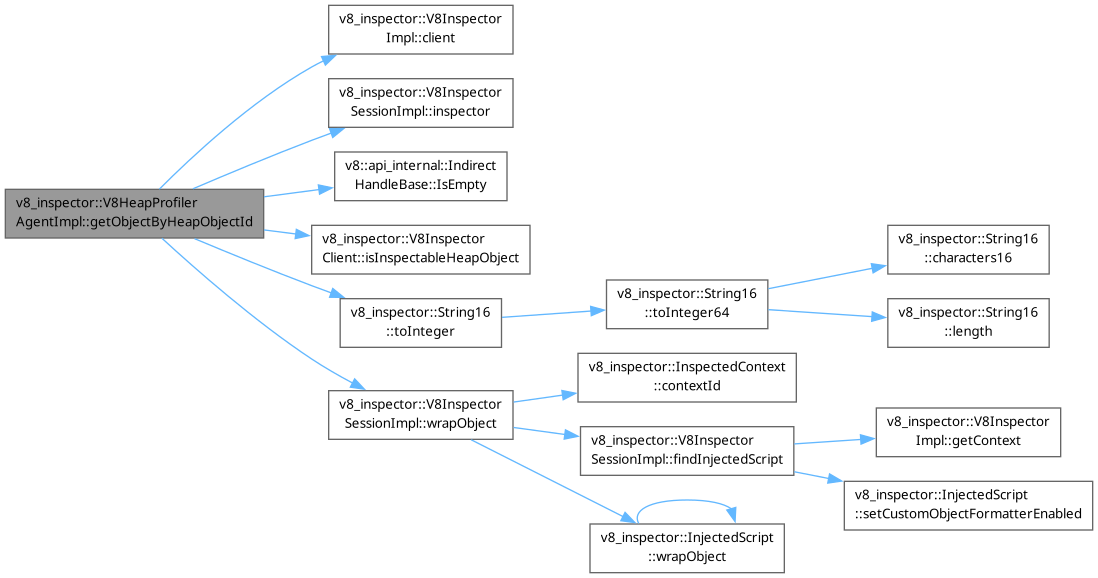 v8_inspector::V8HeapProfiler
AgentImpl::getObjectByHeapObjectId
v8_inspector::V8Inspector
Impl::client
v8_inspector::V8Inspector
SessionImpl::inspector
v8::api_internal::Indirect
HandleBase::IsEmpty
v8_inspector::V8Inspector
Client::isInspectableHeapObject
v8_inspector::String16
::toInteger
v8_inspector::String16
::toInteger64
v8_inspector::String16
::characters16
v8_inspector::String16
::length
v8_inspector::V8Inspector
SessionImpl::wrapObject
v8_inspector::InspectedContext
::contextId
v8_inspector::V8Inspector
SessionImpl::findInjectedScript
v8_inspector::V8Inspector
Impl::getContext
v8_inspector::InjectedScript
::setCustomObjectFormatterEnabled
v8_inspector::InjectedScript
::wrapObject